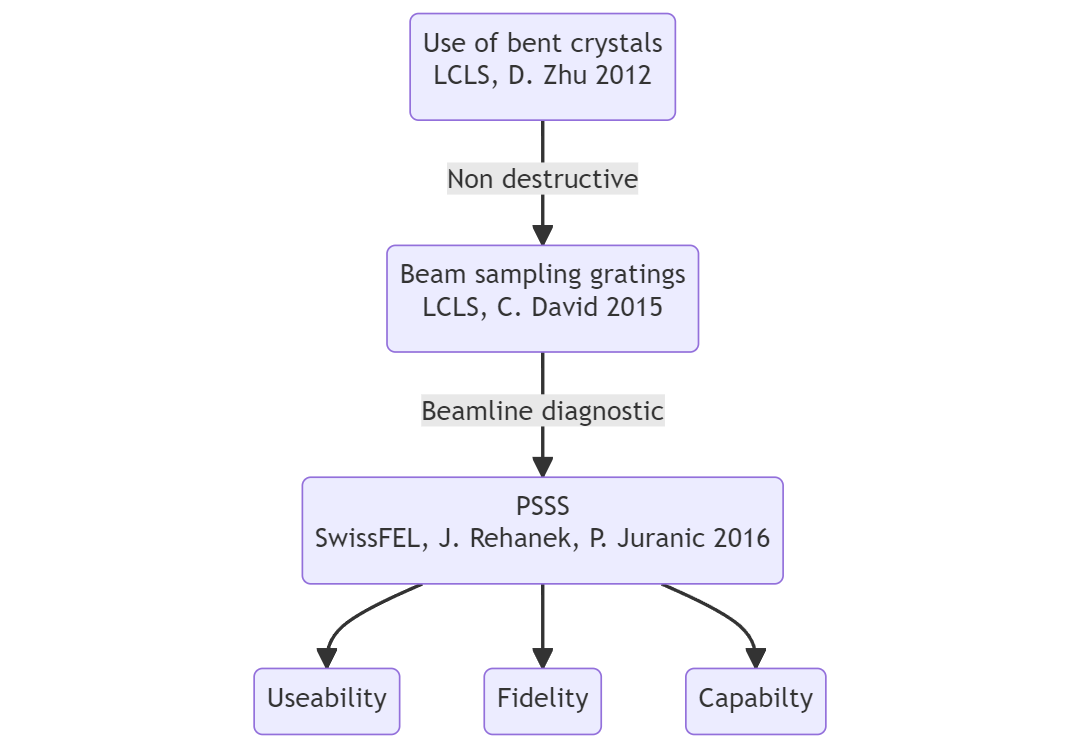 Use of bent crystals
LCLS, D. Zhu 2012
Non destructive
Beam sampling gratings
LCLS, C. David 2015
Beamline diagnostic
PSSS
SwissFEL, J. Rehanek, P. Juranic 2016
Useability
Fidelity
Capabilty